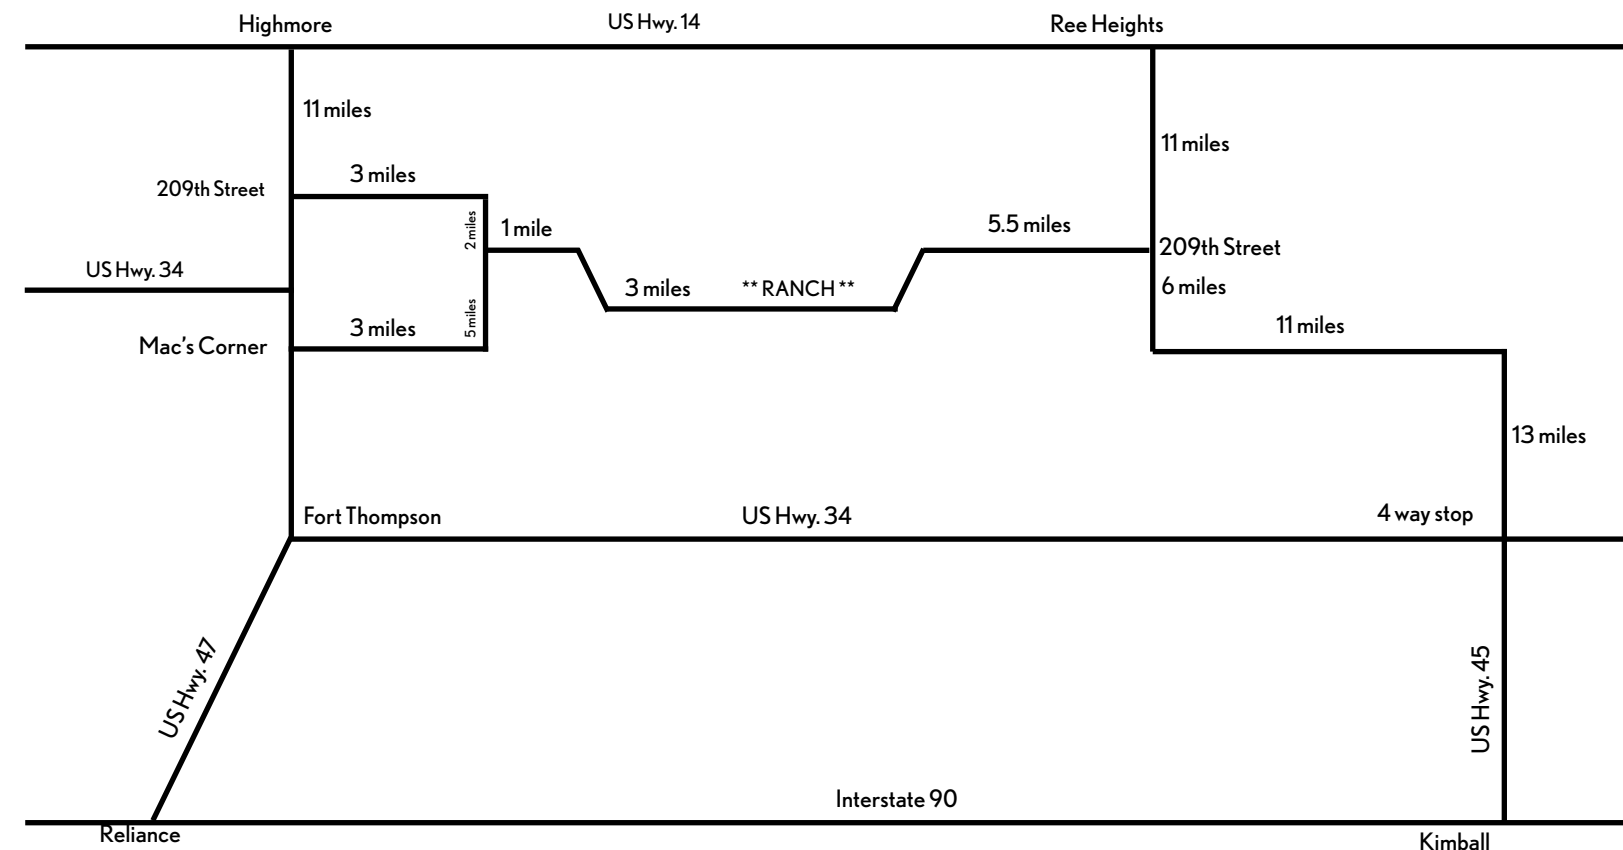 Highmore
US Hwy. 14
Ree Heights
11 miles
11 miles
3 miles
209th Street
2 miles
1 mile
5.5 miles
209th Street
US Hwy. 34
3 miles
** RANCH **
6 miles
5 miles
3 miles
11 miles
Mac's Corner
13 miles
Fort Thompson
US Hwy. 34
4 way stop
US Hwy. 47
US Hwy. 45
Interstate 90
Reliance
Kimball